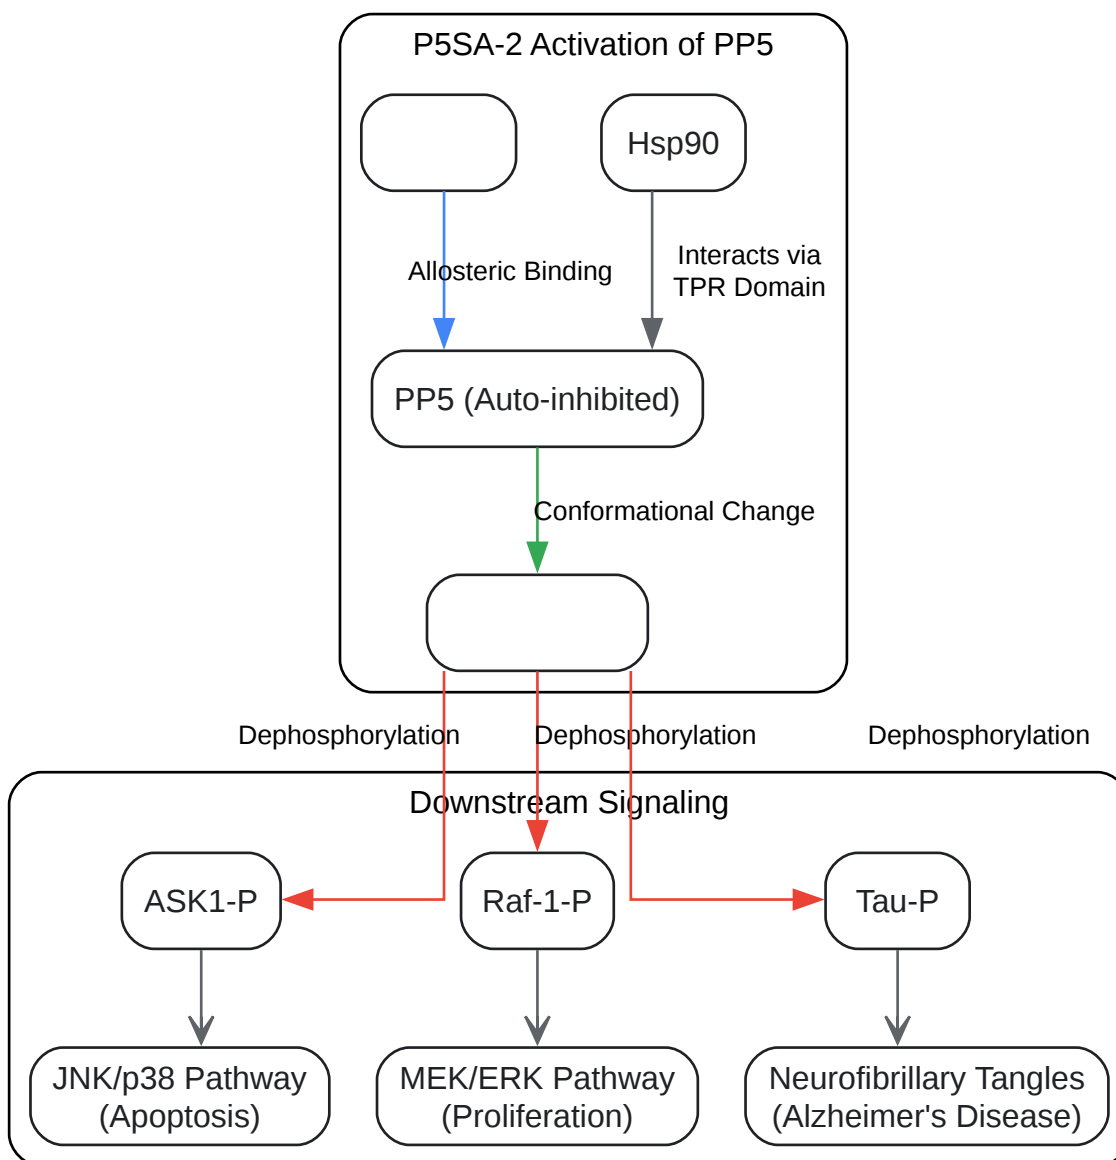 P5SA-2 Activation of PP5
Hsp90
Allosteric Binding
Interacts via
TPR Domain
PP5 (Auto-inhibited)
Conformational Change
Dephosphorylation
Dephosphorylation
Dephosphorylation
Downstream Signaling
ASK1-P
Raf-1-P
Tau-P
JNK/p38 Pathway
(Apoptosis)
MEK/ERK Pathway
(Proliferation)
Neurofibrillary Tangles
(Alzheimer's Disease)